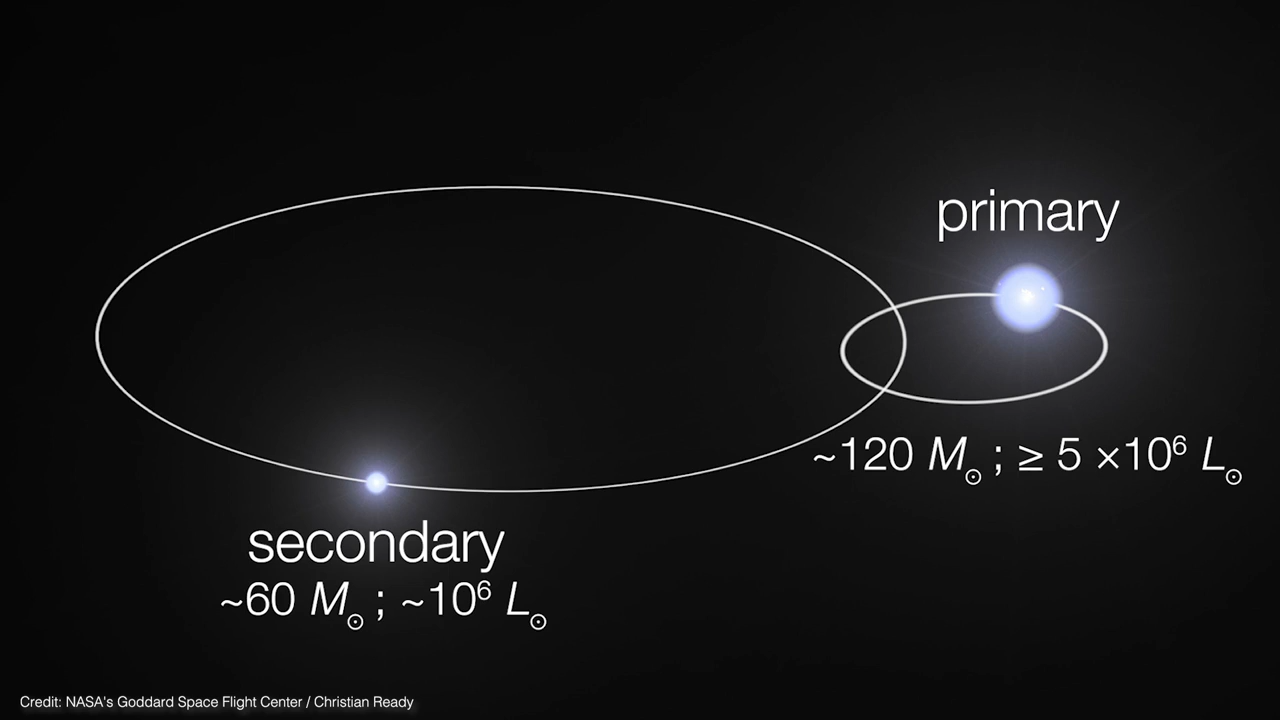 primary
~120 M☉ ; ≥ 5 ×10⁶ L☉
secondary
~60 M☉ ; ~10⁶ L☉
Credit: NASA's Goddard Space Flight Center / Christian Ready